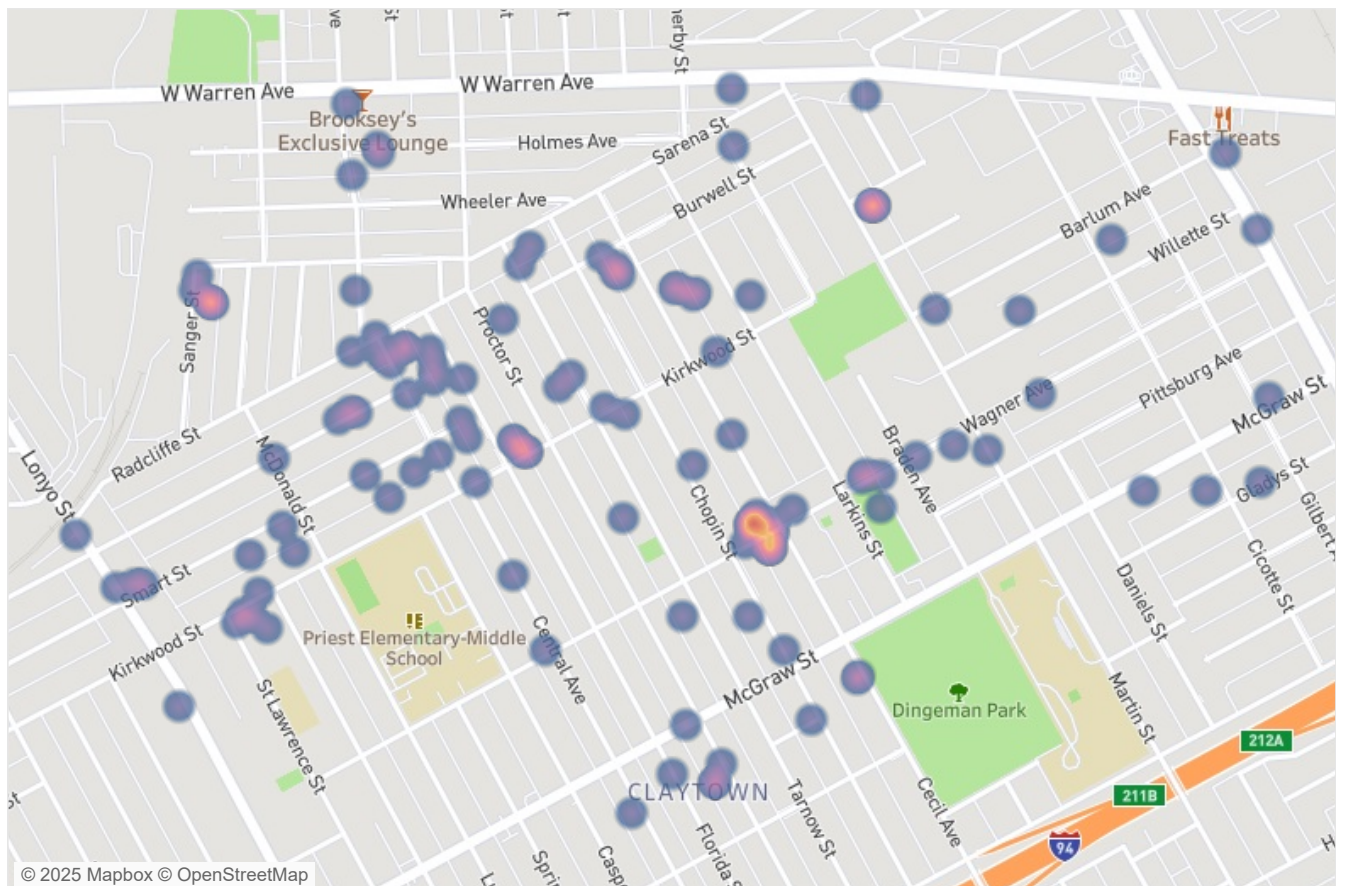 W Warren Ave
W Warren Ave
Brooksey's
Exclusive Lounge
Holmes Ave
Sarena St
Fast Treats
Wheeler Ave
Burwell St
Barlum Ave
Willette St
Sanger St
Proctor St
Kirkwood St
Pittsburg Ave
Wagner Ave
McGraw St
Radcliffe St
McDonald St
Lonyo St
Chopin St
Larkins St
Braden Ave
Gladys St
Gilbert
Cicotte St
Smart St
Daniels St
Kirkwood St
Priest Elementary-Middle
School
Central Ave
McGraw St
St Lawrence St
Dingeman Park
Martin St
212A
211B
CLAYTOWN
Tarnow St
Cecil Ave
Florida
94
© 2025 Mapbox © OpenStreetMap